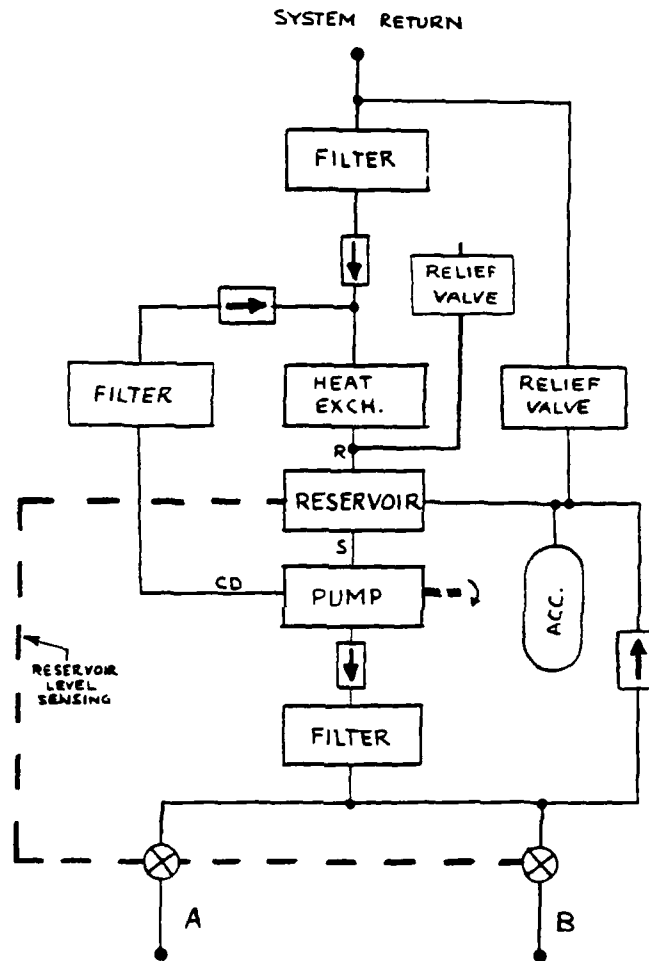 SYSTEM RETURN
FILTER
RELIEF
VALVE
FILTER
HEAT
EXCH.
RELIEF
VALVE
R
RESERVOIR
S
CD
PUMP
ACC.
RESERVOIR
LEVEL
SENSING
FILTER
A
B